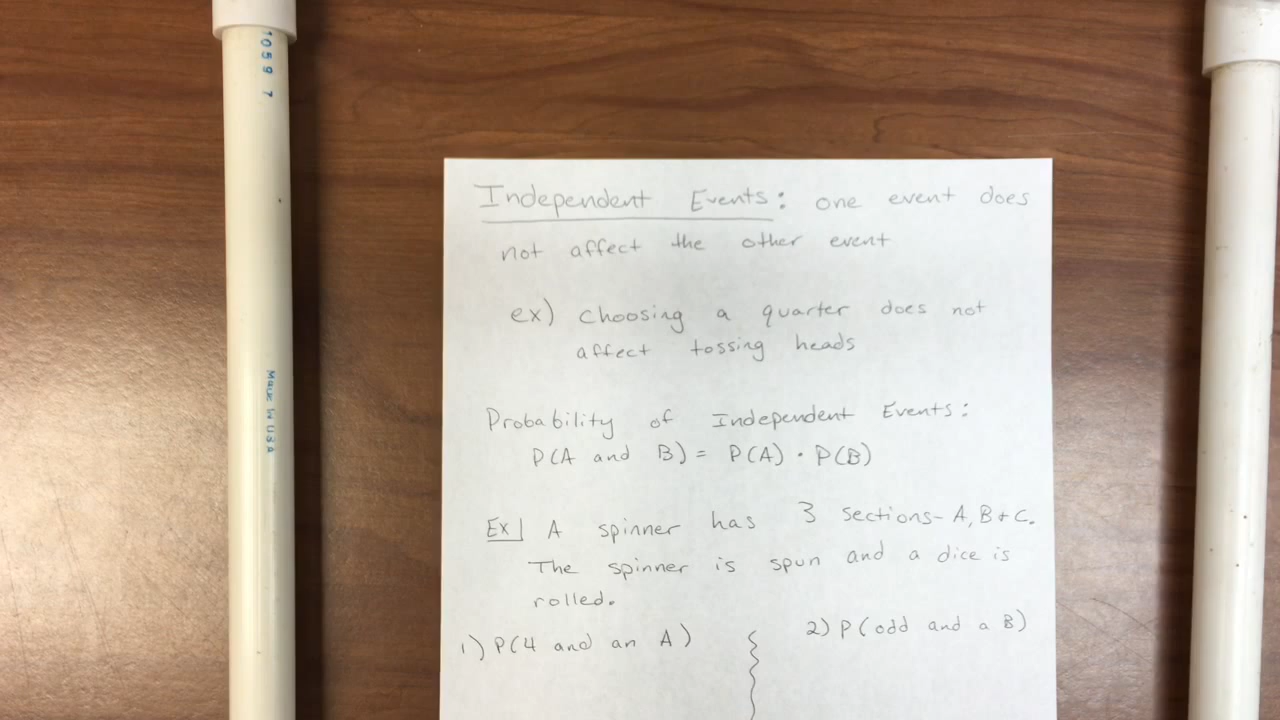 1059 7
MADE IN USA
Independent Events: one event does
not affect the other event
ex) choosing a quarter does not
affect tossing heads
Probability of Independent Events:
P(A and B) = P(A) · P(B)
Ex| A spinner has 3 sections- A, B + C.
The spinner is spun and a dice is
rolled.
1) P(4 and an A)
2) P(odd and a B)